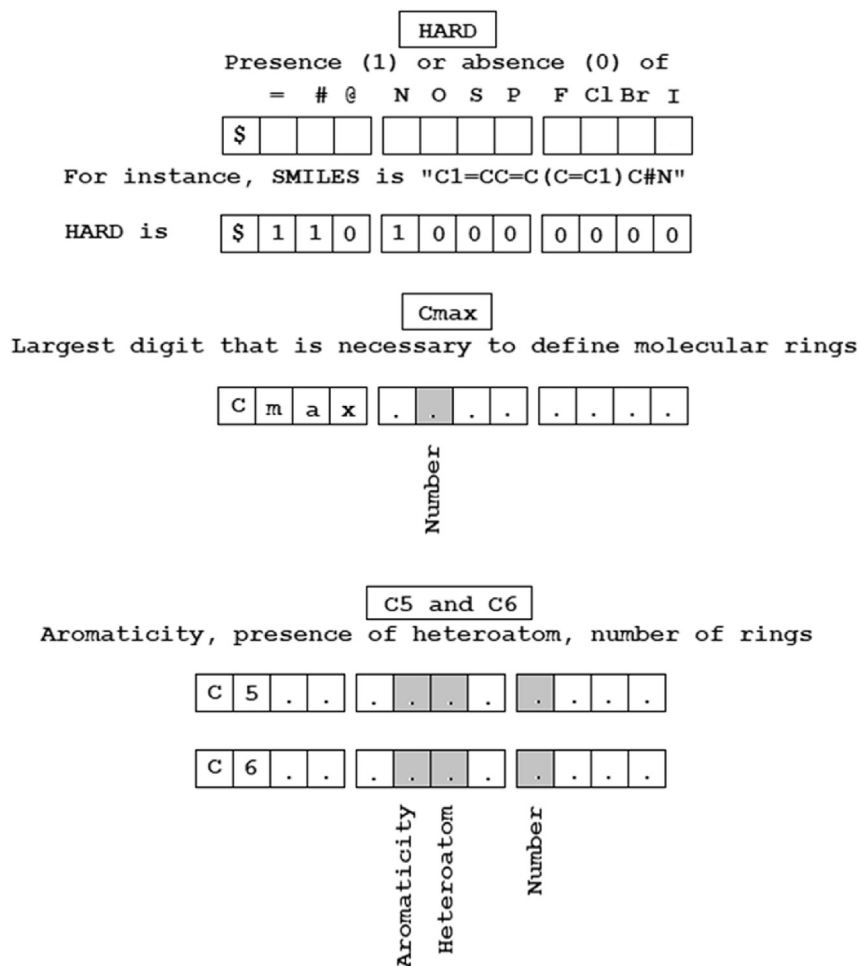 HARD
Presence (1) or absence (0) of
= # @ N O S P F Cl Br I
$
For instance, SMILES is "C1=CC=C(C=C1)C#N"
HARD is $ 1 1 0 1 0 0 0 0 0 0 0
Cmax
Largest digit that is necessary to define molecular rings
C m a x . . . . . . . .
Number
C5 and C6
Aromaticity, presence of heteroatom, number of rings
C 5 . . . . . . . . . .
C 6 . . . . . . . . . .
Aromaticity
Heteroatom
Number